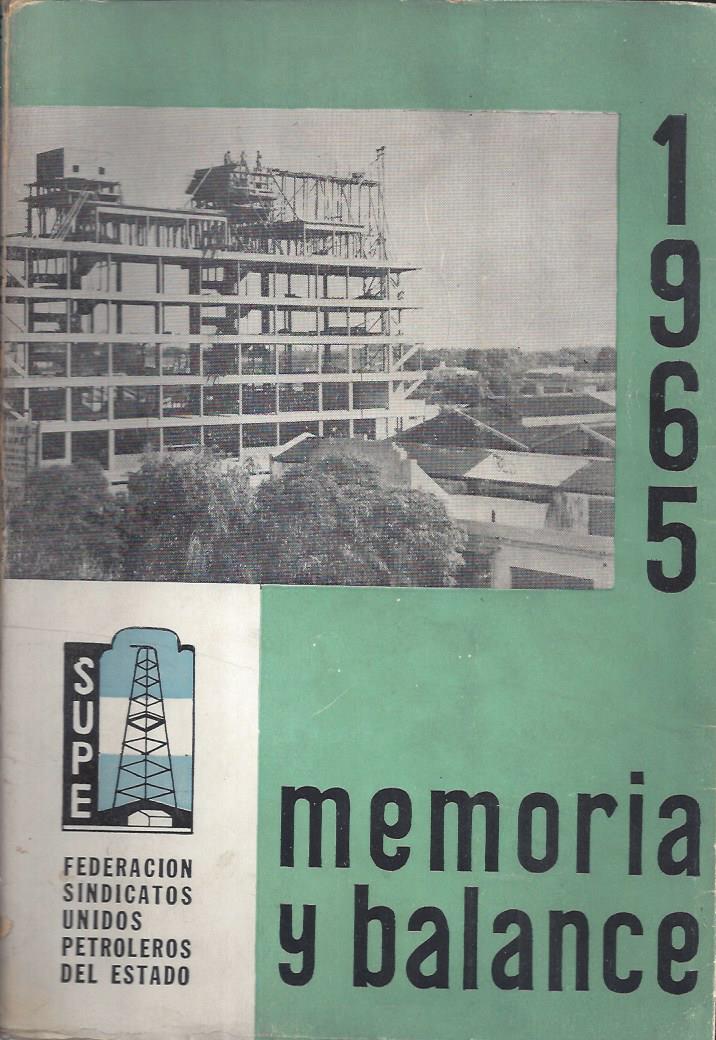 1965
SUPE
FEDERACION
SINDICATOS
UNIDOS
PETROLEROS
DEL ESTADO
memoria
y balance